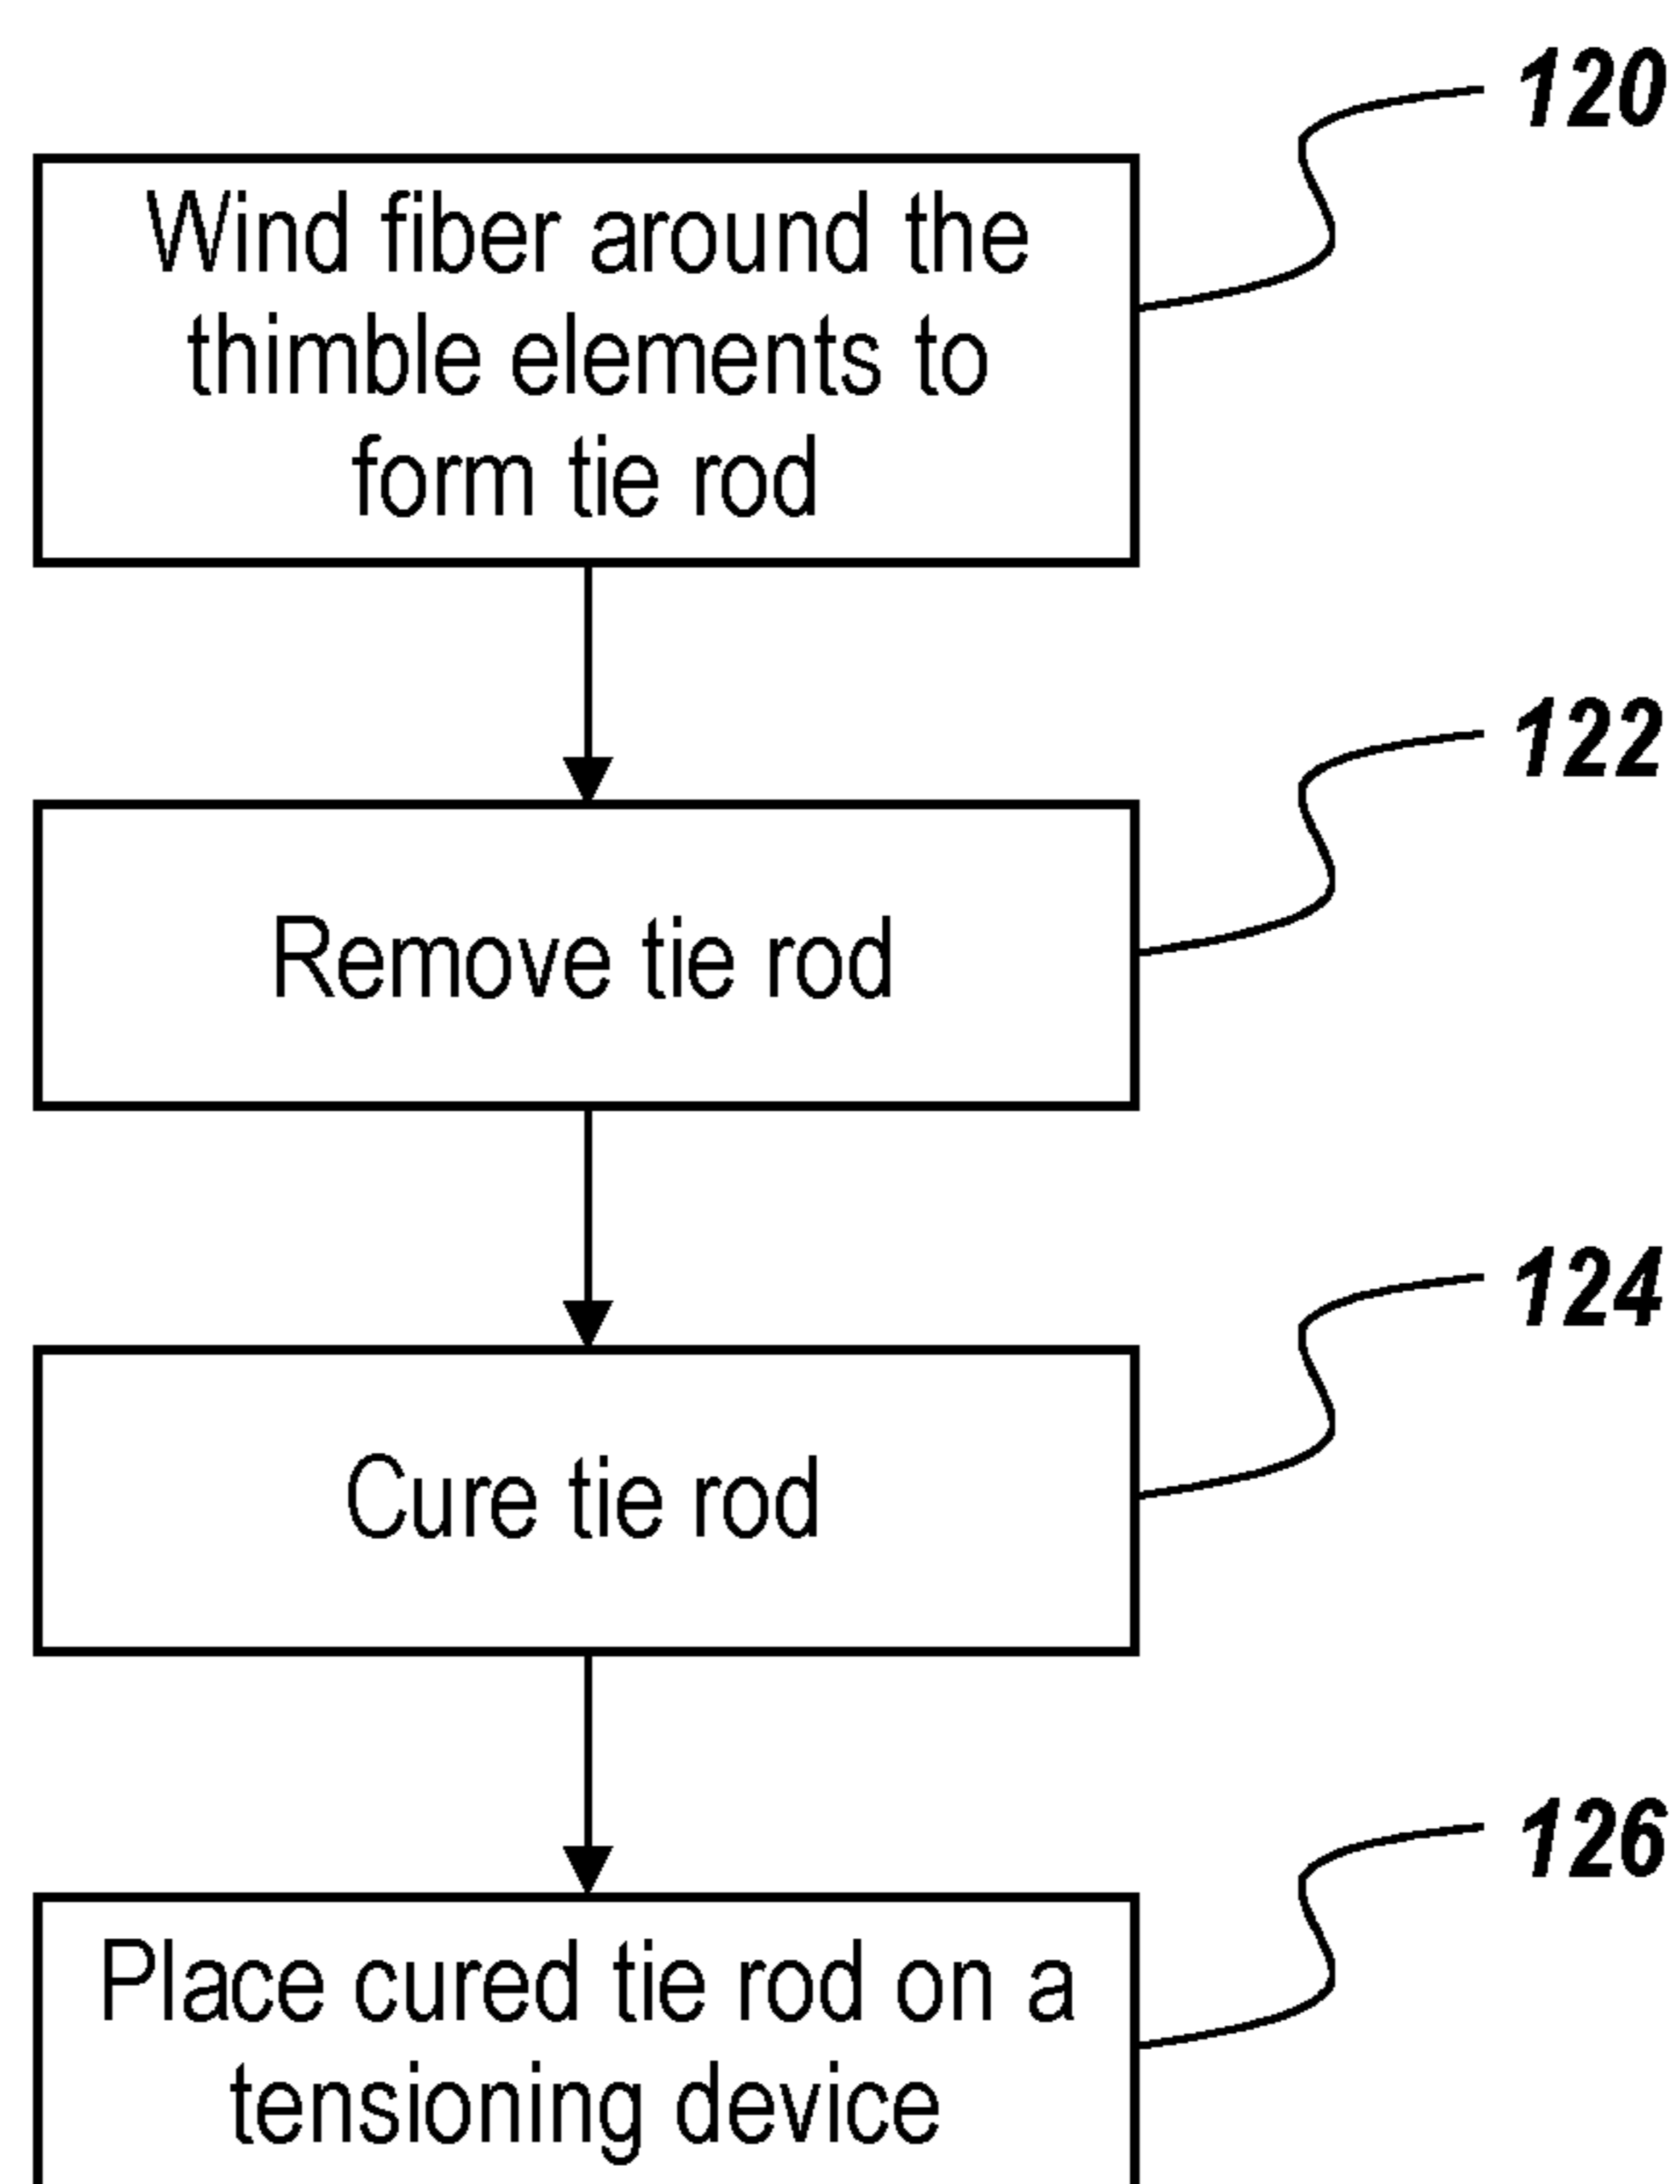 120
Wind fiber around the
thimble elements to
form tie rod
122
Remove tie rod
124
Cure tie rod
126
Place cured tie rod on a
tensioning device